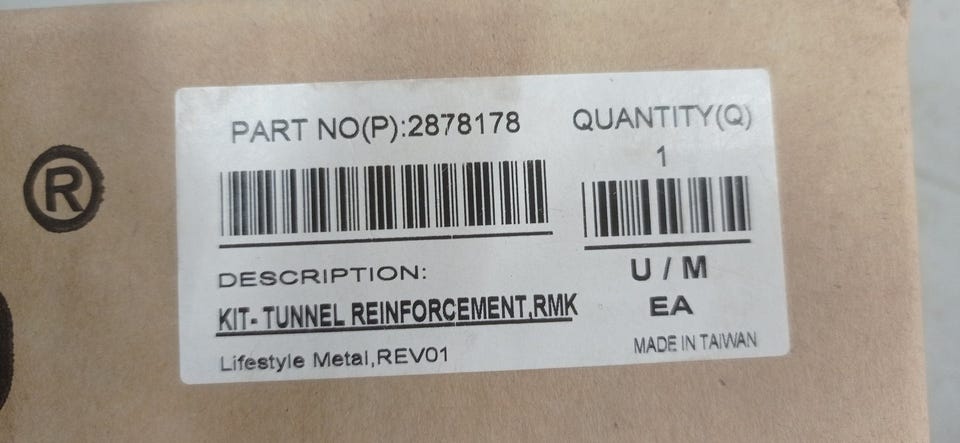 ®
PART NO(P):2878178
QUANTITY(Q)
1
DESCRIPTION:
KIT- TUNNEL REINFORCEMENT,RMK
Lifestyle Metal,REV01
U / M
EA
MADE IN TAIWAN